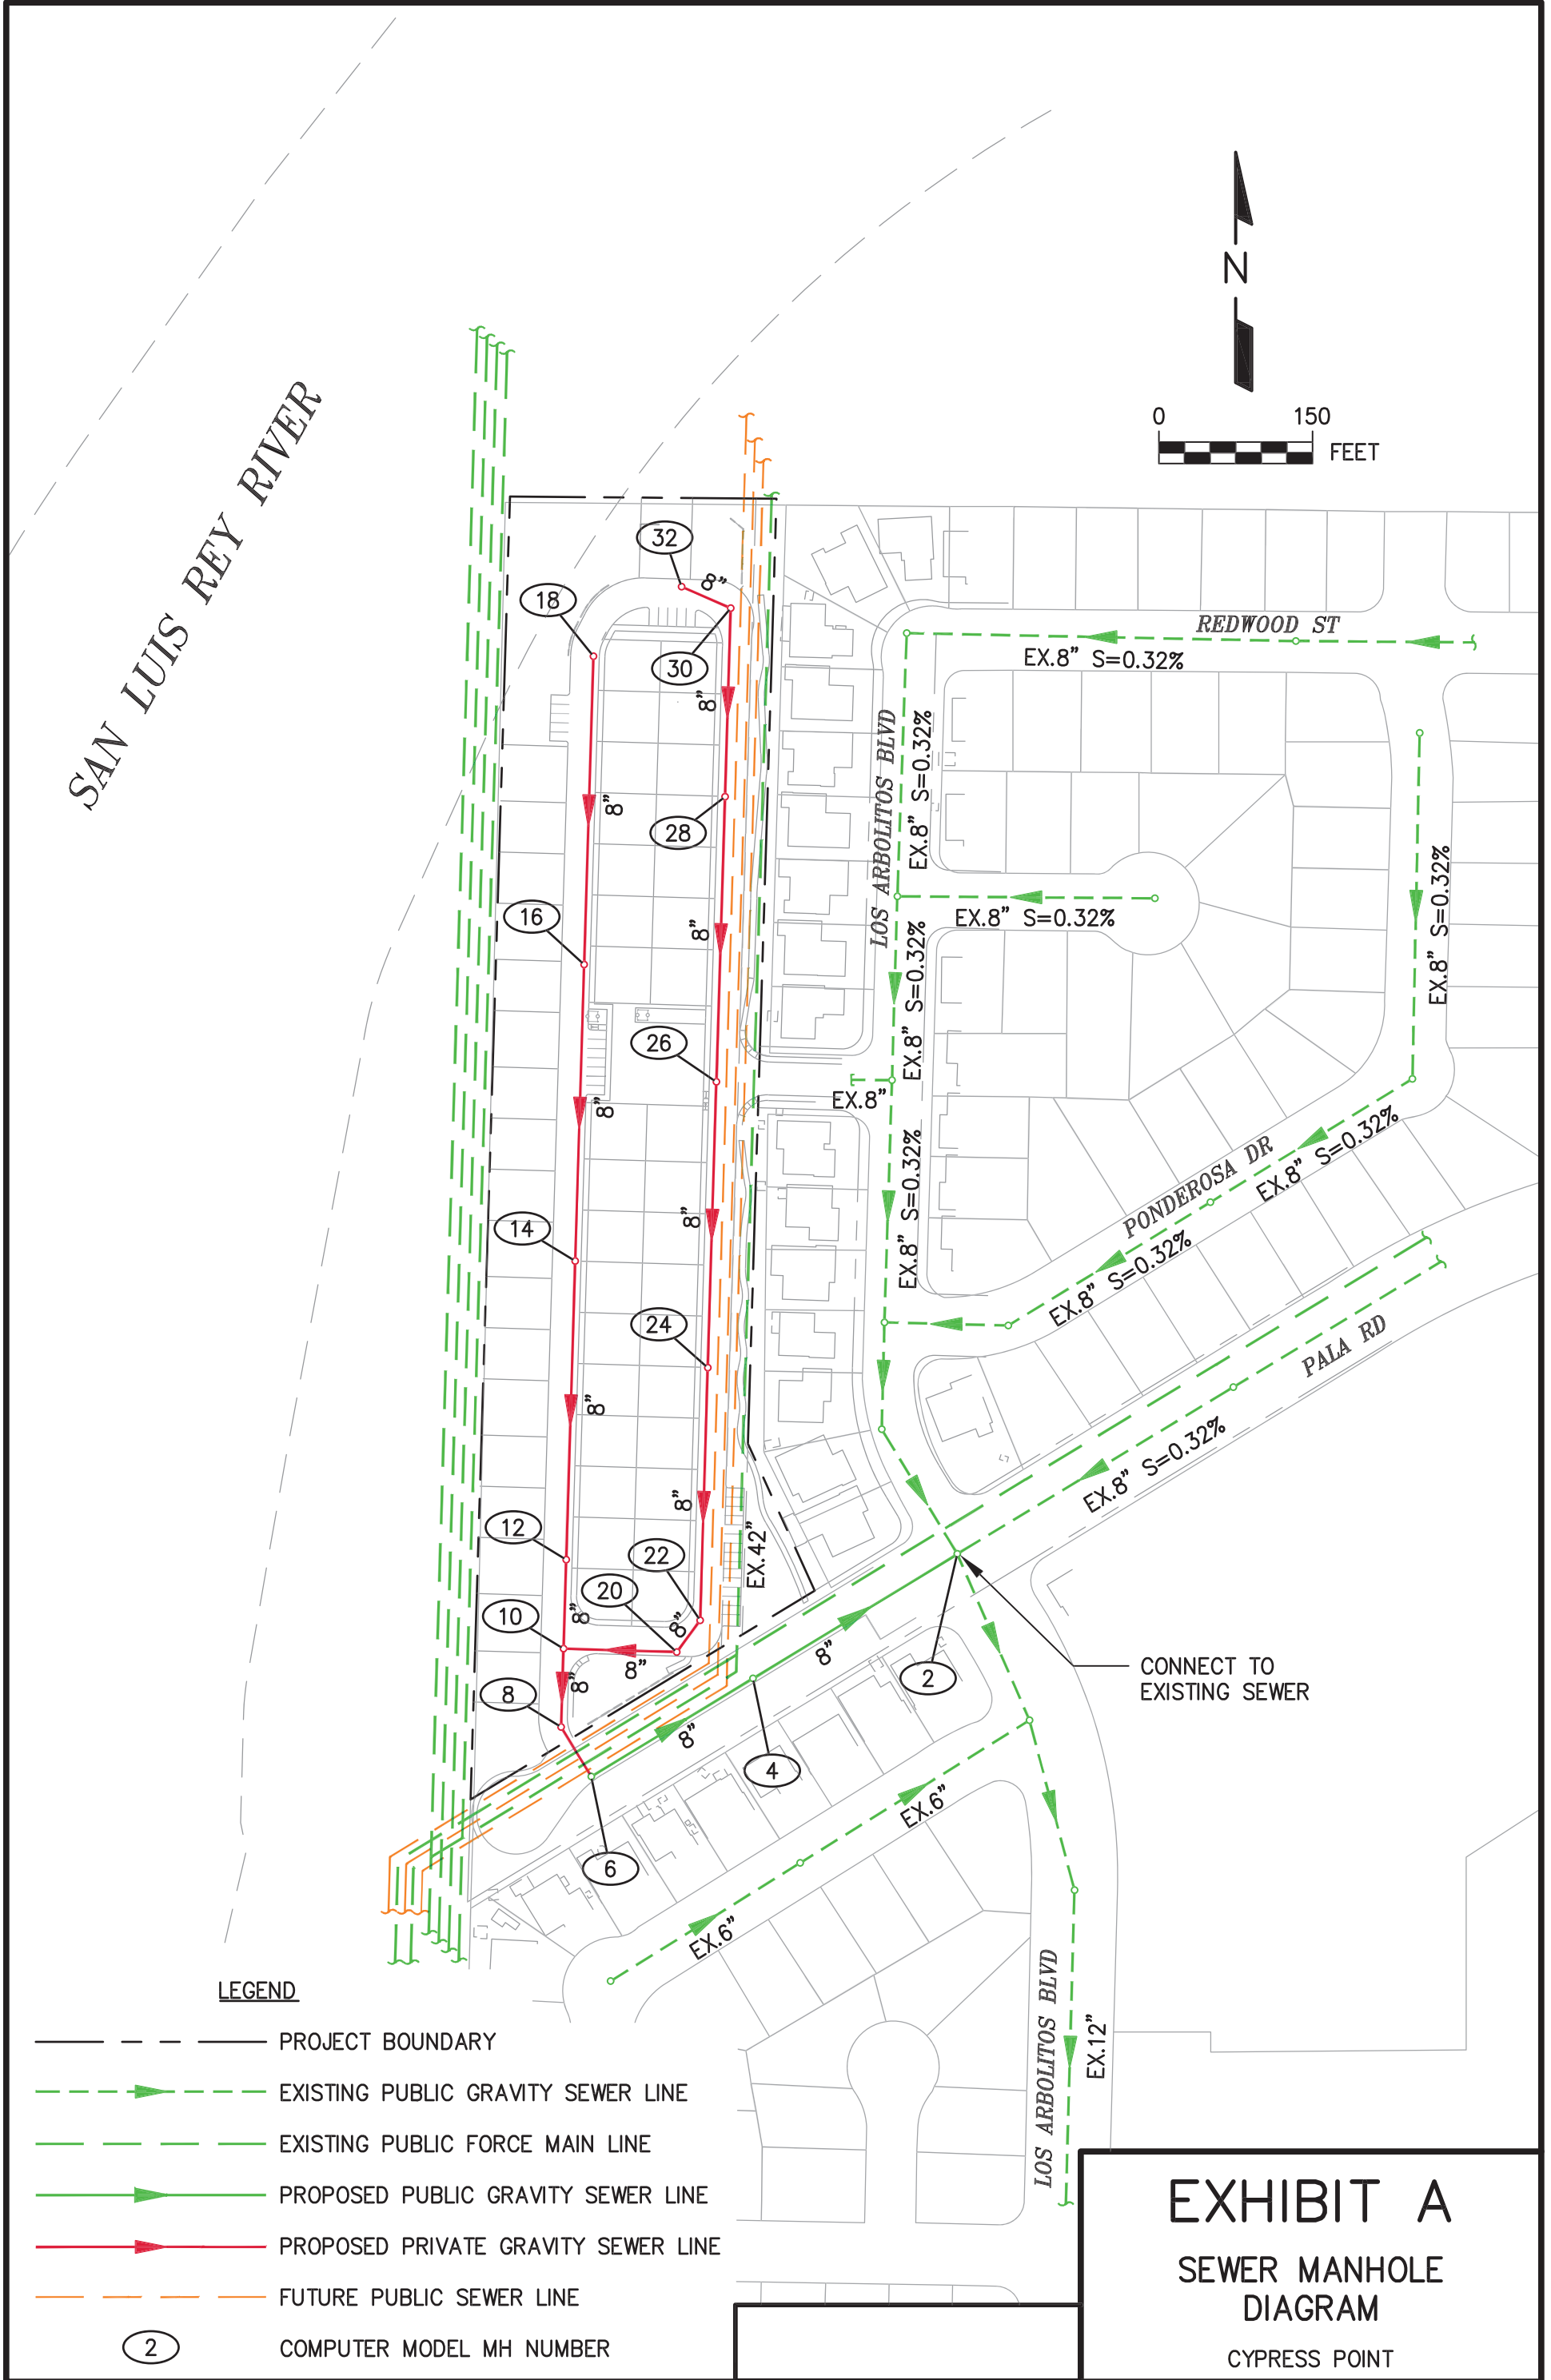 N
0 150
FEET
SAN LUIS REY RIVER
32
8"
18
30
REDWOOD ST
EX.8" S=0.32%
8"
LOS ARBOLITOS BLVD
EX.8" S=0.32%
8"
28
EX.8" S=0.32%
16
8"
EX.8" S=0.32%
EX.8" S=0.32%
26
EX.8" S=0.32%
EX.8"
8"
EX.8" S=0.32%
PONDEROSA DR
EX.8" S=0.32%
8"
14
EX.8" S=0.32%
24
PALA RD
8"
EX.8" S=0.32%
8"
12
22
EX.42"
20
10
8"
8"
8"
8"
8"
8
8"
2
CONNECT TO
EXISTING SEWER
8"
4
EX.6"
6
EX.6"
LOS ARBOLITOS BLVD
EX.12"
LEGEND
PROJECT BOUNDARY
EXISTING PUBLIC GRAVITY SEWER LINE
EXISTING PUBLIC FORCE MAIN LINE
PROPOSED PUBLIC GRAVITY SEWER LINE
PROPOSED PRIVATE GRAVITY SEWER LINE
FUTURE PUBLIC SEWER LINE
2 COMPUTER MODEL MH NUMBER
EXHIBIT A
SEWER MANHOLE
DIAGRAM
CYPRESS POINT